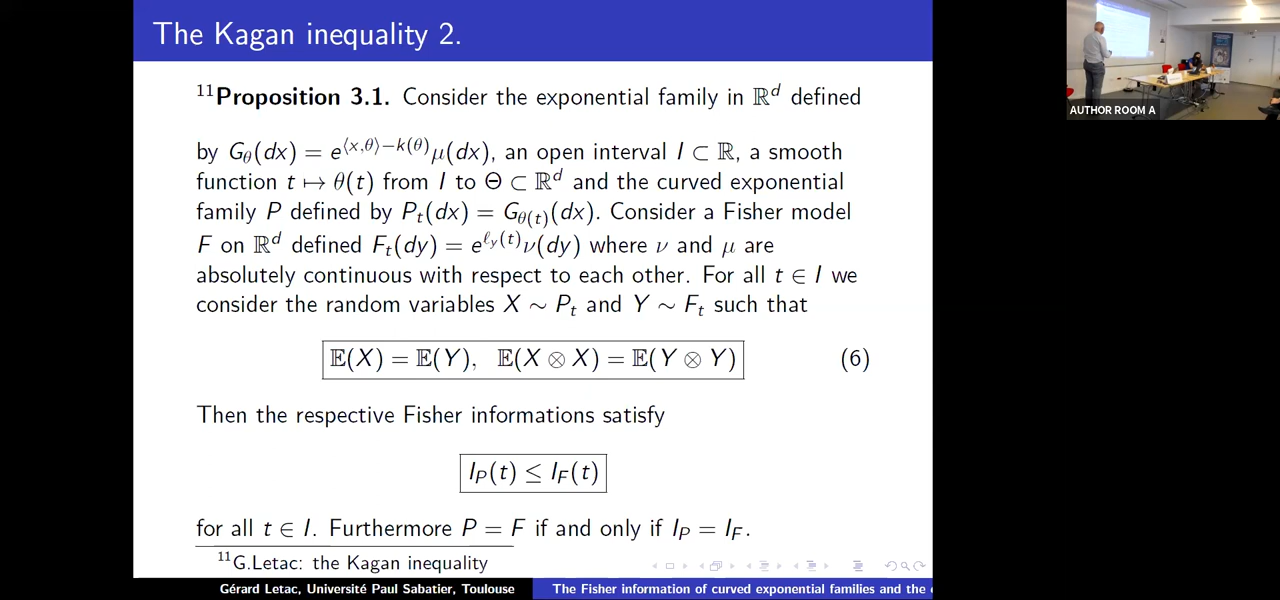 The Kagan inequality 2.
AUTHOR ROOM A
¹¹Proposition 3.1. Consider the exponential family in ℝᵈ defined
by G_θ(dx) = e^{⟨x,θ⟩−k(θ)}μ(dx), an open interval I ⊂ ℝ, a smooth
function t ↦ θ(t) from I to Θ ⊂ ℝᵈ and the curved exponential
family P defined by P_t(dx) = G_{θ(t)}(dx). Consider a Fisher model
F on ℝᵈ defined F_t(dy) = e^{ℓ_y(t)}ν(dy) where ν and μ are
absolutely continuous with respect to each other. For all t ∈ I we
consider the random variables X ∼ P_t and Y ∼ F_t such that
𝔼(X) = 𝔼(Y), 𝔼(X ⊗ X) = 𝔼(Y ⊗ Y) (6)
Then the respective Fisher informations satisfy
I_P(t) ≤ I_F(t)
for all t ∈ I. Furthermore P = F if and only if I_P = I_F.
¹¹G.Letac: the Kagan inequality
Gérard Letac, Université Paul Sabatier, Toulouse
The Fisher information of curved exponential families and the